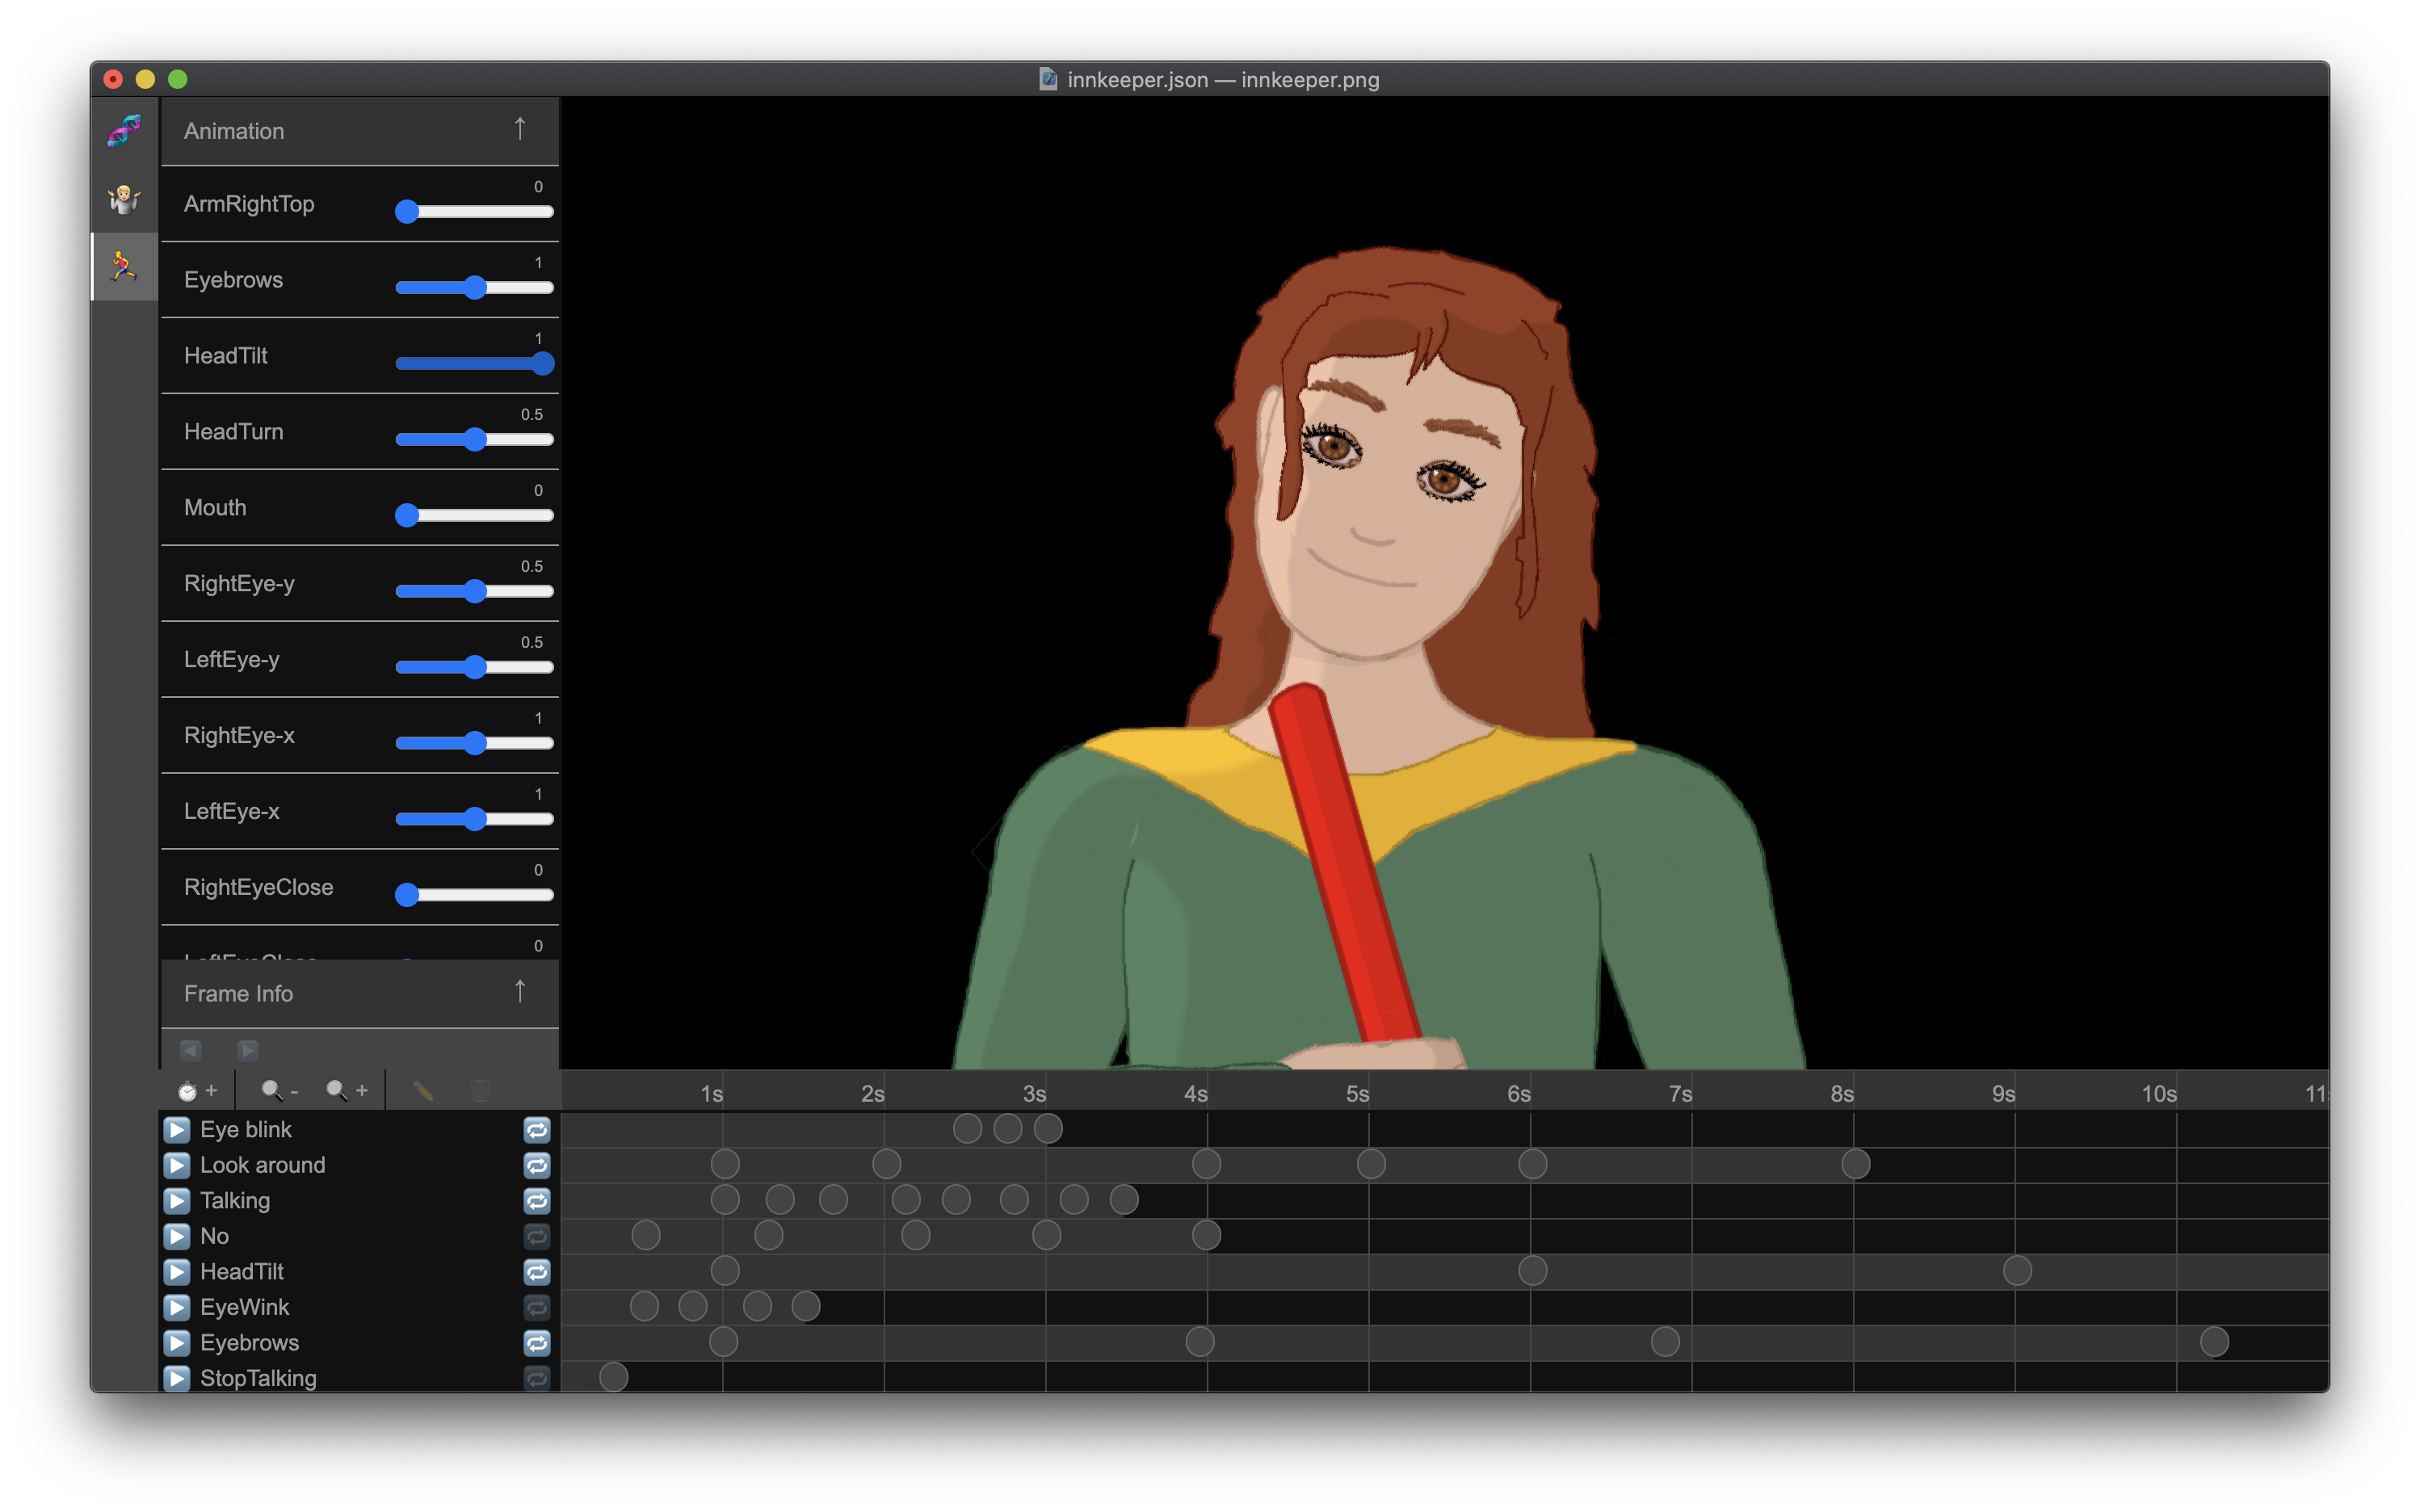 innkeeper.json — innkeeper.png
Animation ↑
0
ArmRightTop
1
Eyebrows
1
HeadTilt
0.5
HeadTurn
0
Mouth
0.5
RightEye-y
0.5
LeftEye-y
1
RightEye-x
1
LeftEye-x
0
RightEyeClose
0
LeftEyeClose
Frame Info ↑
+ - +
1s 2s 3s 4s 5s 6s 7s 8s 9s 10s 11s
Eye blink
Look around
Talking
No
HeadTilt
EyeWink
Eyebrows
StopTalking